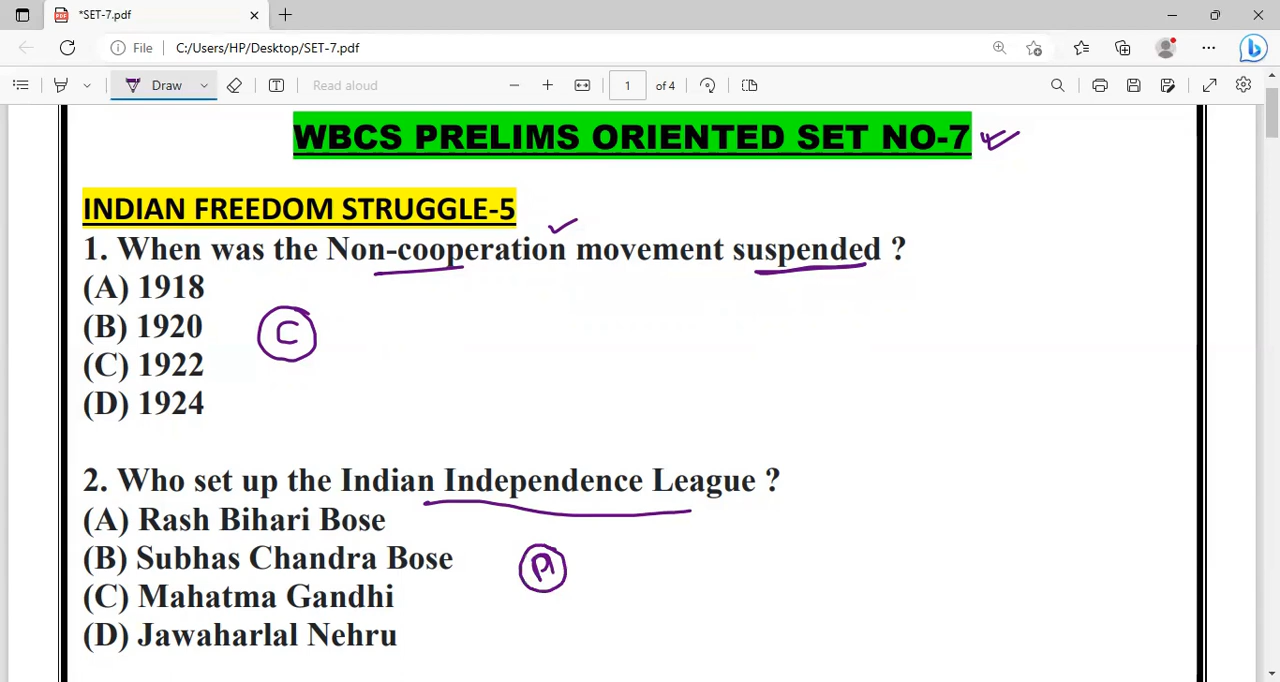 *SET-7.pdf
File C:/Users/HP/Desktop/SET-7.pdf
Draw Read aloud 1 of 4
WBCS PRELIMS ORIENTED SET NO-7
INDIAN FREEDOM STRUGGLE-5
1. When was the Non-cooperation movement suspended ?
(A) 1918
(B) 1920
C
(C) 1922
(D) 1924
2. Who set up the Indian Independence League ?
(A) Rash Bihari Bose
(B) Subhas Chandra Bose
A
(C) Mahatma Gandhi
(D) Jawaharlal Nehru